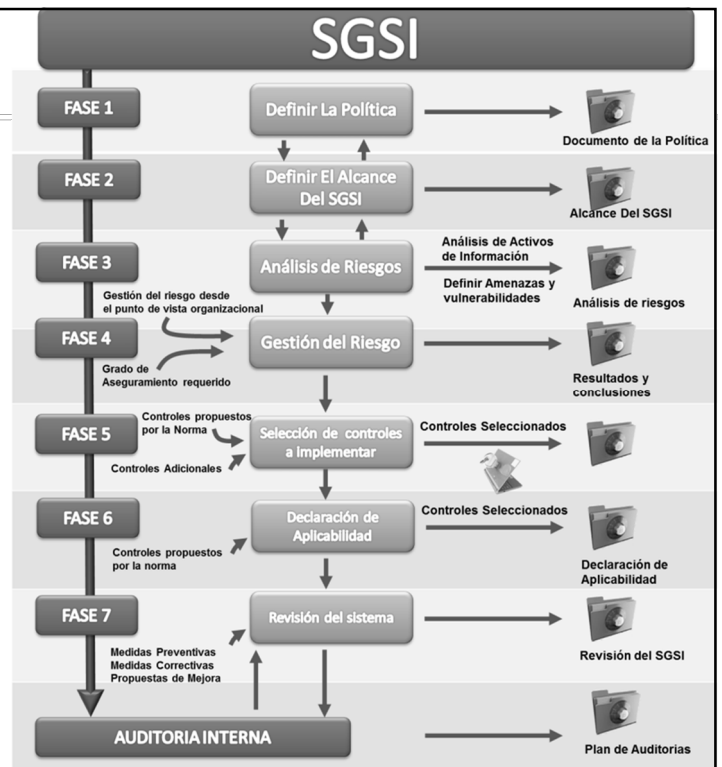 SGSI
FASE 1
Definir La Política
Documento de la Política
FASE 2
Definir El Alcance
Del SGSI
Alcance Del SGSI
FASE 3
Análisis de Riesgos
Análisis de Activos
de Información
Definir Amenazas y
vulnerabilidades
Análisis de riesgos
Gestión del riesgo desde
el punto de vista organizacional
FASE 4
Gestión del Riesgo
Grado de
Aseguramiento requerido
Resultados y
conclusiones
FASE 5
Controles propuestos
por la Norma
Controles Adicionales
Selección de controles
a Implementar
Controles Seleccionados
FASE 6
Declaración de
Aplicabilidad
Controles Seleccionados
Controles propuestos
por la norma
Declaración de
Aplicabilidad
FASE 7
Revisión del sistema
Medidas Preventivas
Medidas Correctivas
Propuestas de Mejora
Revisión del SGSI
AUDITORIA INTERNA
Plan de Auditorias